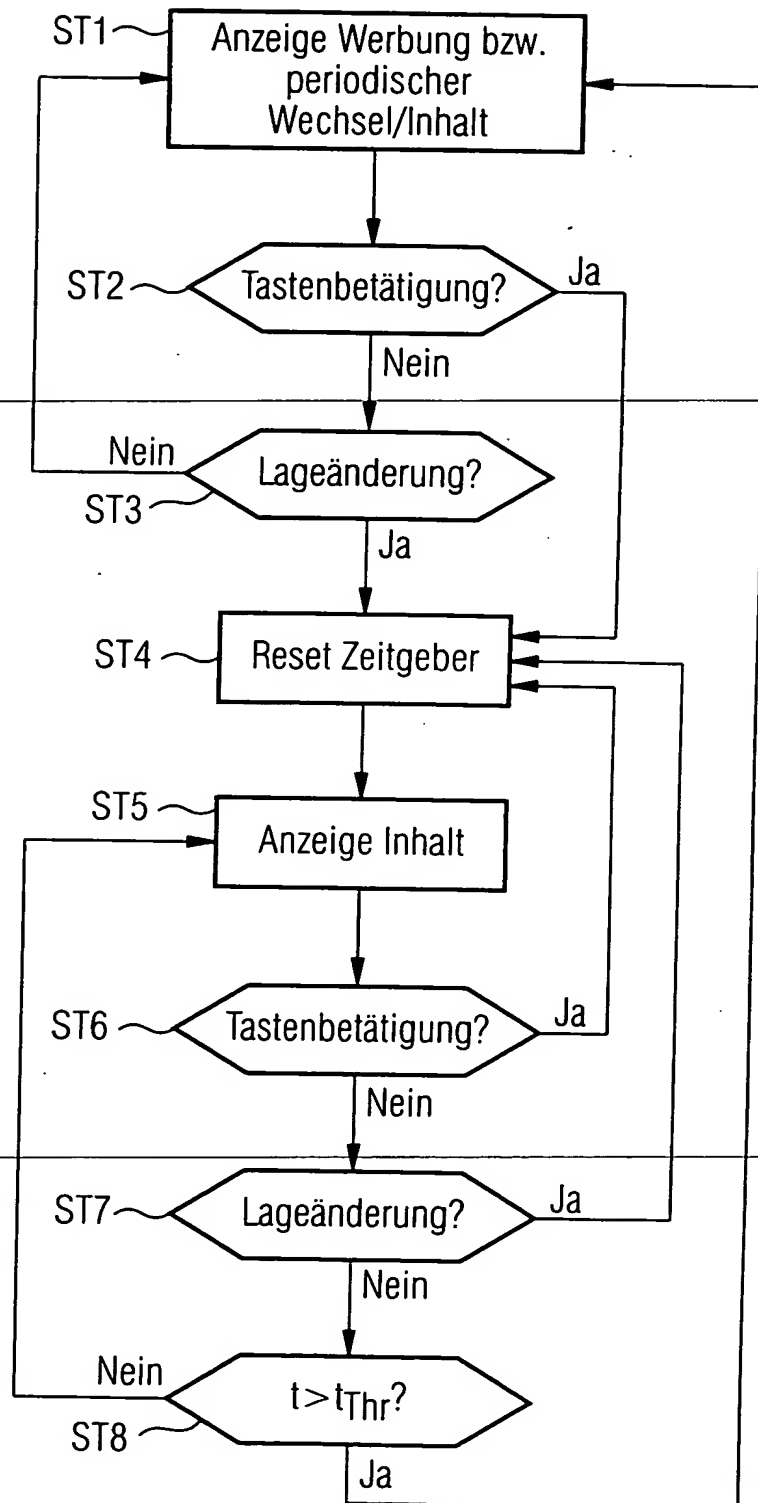 ST1
Anzeige Werbung bzw.
periodischer
Wechsel/Inhalt
ST2
Tastenbetätigung?
Ja
Nein
Nein
Lageänderung?
ST3
Ja
ST4
Reset Zeitgeber
ST5
Anzeige Inhalt
ST6
Tastenbetätigung?
Ja
Nein
ST7
Lageänderung?
Ja
Nein
Nein
t>tThr?
ST8
Ja